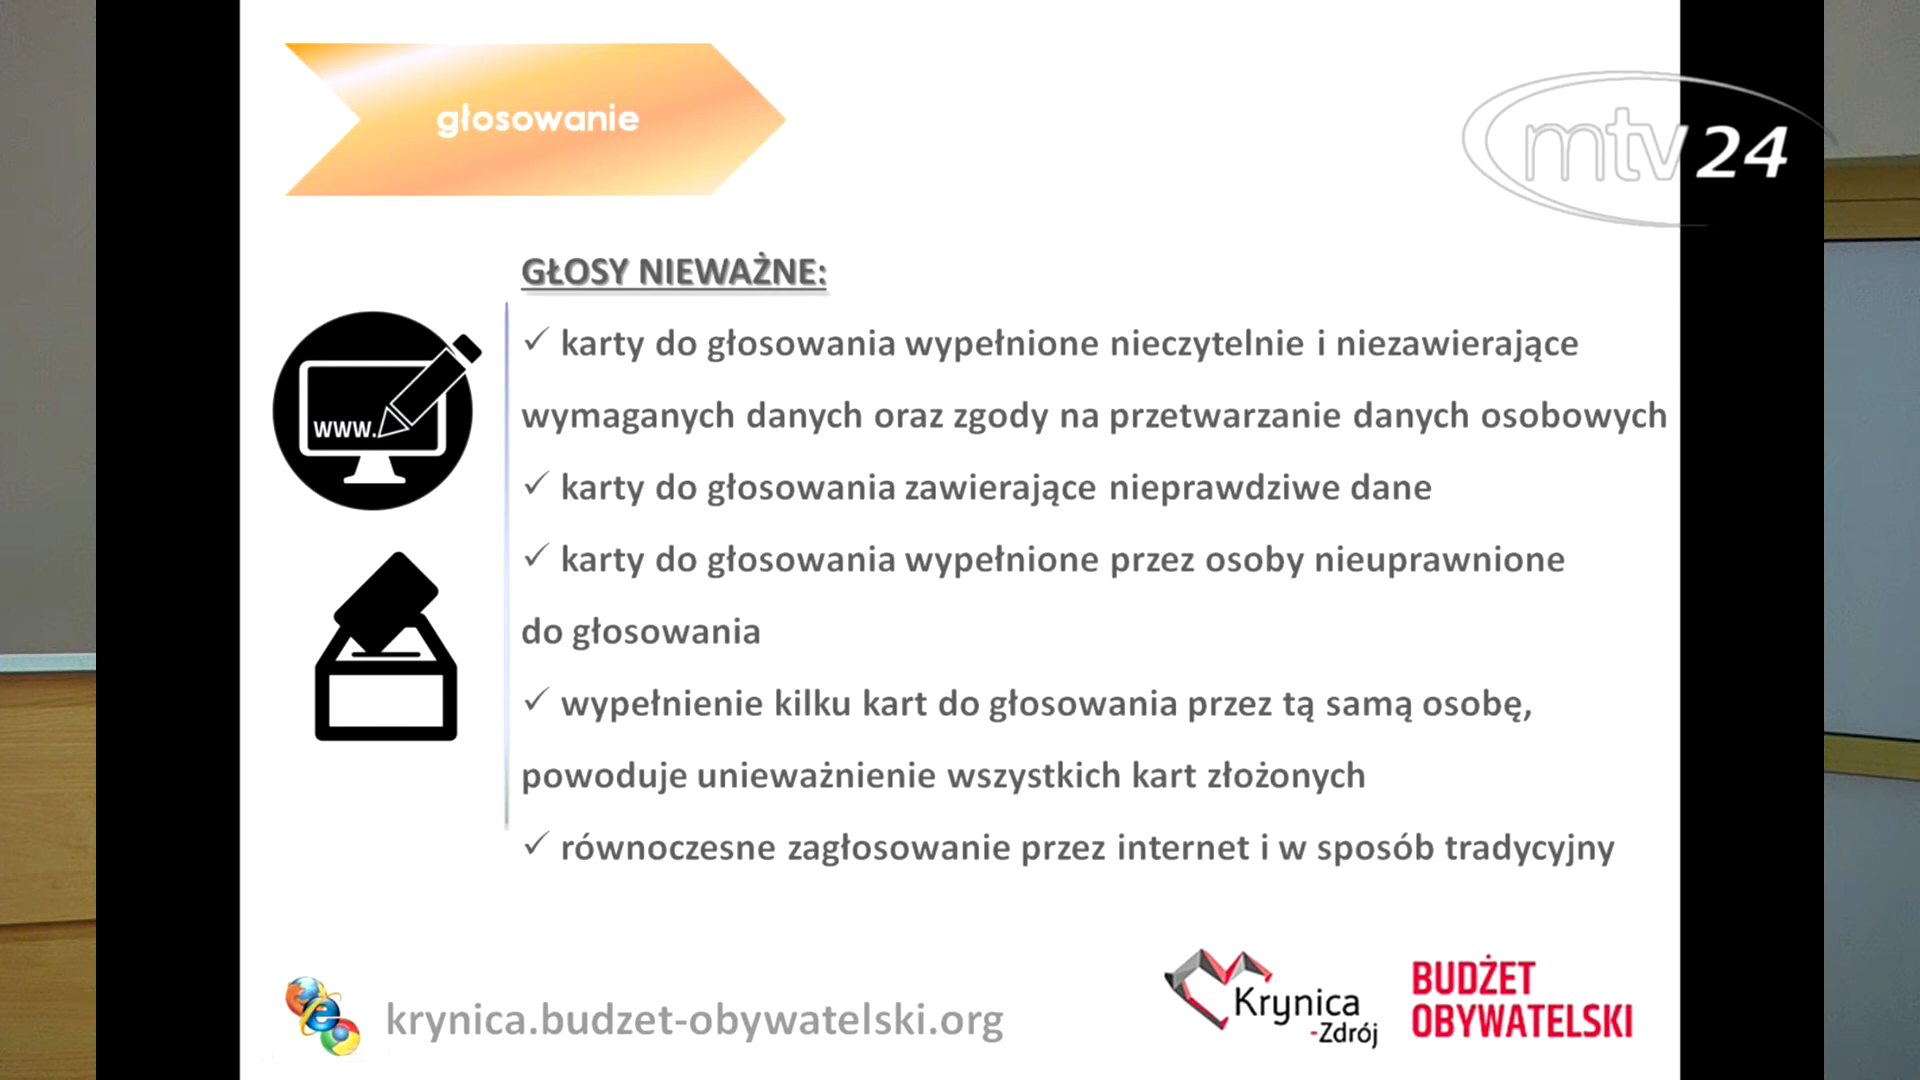 głosowanie
mtv24
GŁOSY NIEWAŻNE:
✓ karty do głosowania wypełnione nieczytelnie i niezawierające
wymaganych danych oraz zgody na przetwarzanie danych osobowych
✓ karty do głosowania zawierające nieprawdziwe dane
✓ karty do głosowania wypełnione przez osoby nieuprawnione
do głosowania
✓ wypełnienie kilku kart do głosowania przez tą samą osobę,
powoduje unieważnienie wszystkich kart złożonych
✓ równoczesne zagłosowanie przez internet i w sposób tradycyjny
www.
krynica.budzet-obywatelski.org
Krynica
-Zdrój
BUDŻET
OBYWATELSKI